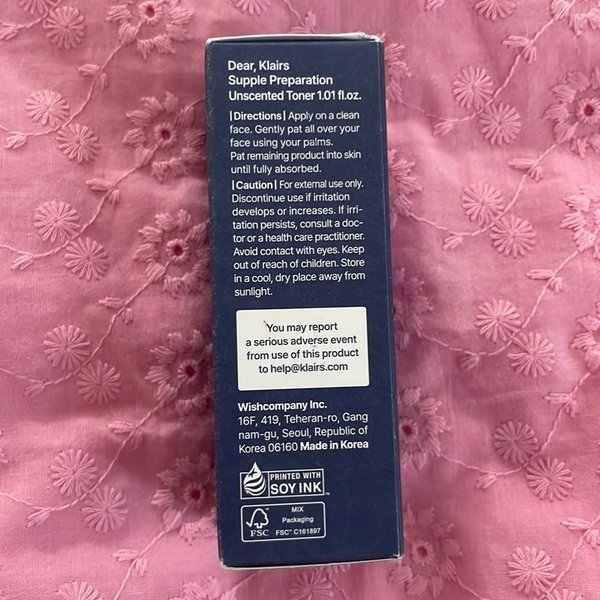 Dear, Klairs
Supple Preparation
Unscented Toner 1.01 fl.oz.
|Directions| Apply on a clean
face. Gently pat all over your
face using your palms.
Pat remaining product into skin
until fully absorbed.
|Caution| For external use only.
Discontinue use if irritation
develops or increases. If irri-
tation persists, consult a doc-
tor or a health care practitioner.
Avoid contact with eyes. Keep
out of reach of children. Store
in a cool, dry place away from
sunlight.
You may report
a serious adverse event
from use of this product
to help@klairs.com
Wishcompany Inc.
16F, 419, Teheran-ro, Gang
nam-gu, Seoul, Republic of
Korea 06160 Made in Korea
PRINTED WITH
SOY INK™
MIX
Packaging
FSC
FSC™ C161897